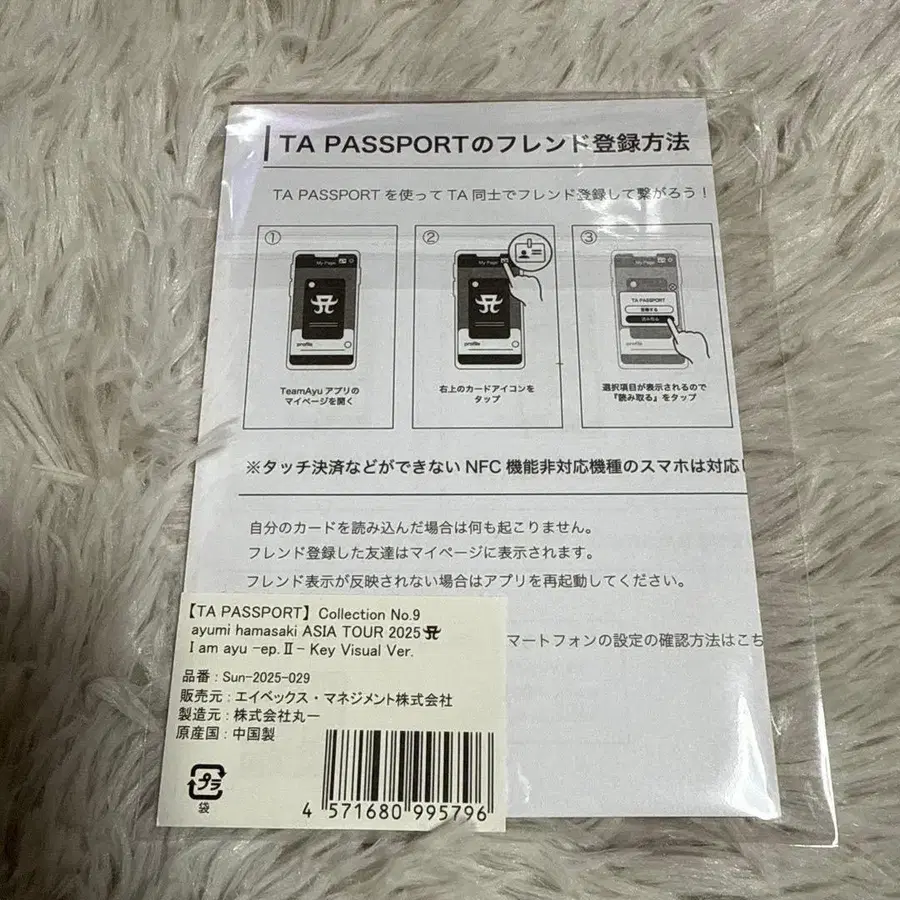 TA PASSPORTのフレンド登録方法
TA PASSPORT を使って TA 同士でフレンド登録して繋がろう！
①
My Page
profile
TeamAyu アプリの
マイページを開く
②
My Page
profile
右上のカードアイコンを
タップ
③
My Page
TA PASSPORT
登録する
読み取る
profile
選択項目が表示されるので
『読み取る』をタップ
※タッチ決済などができない NFC 機能非対応機種のスマホは対応
自分のカードを読み込んだ場合は何も起こりません。
フレンド登録した友達はマイページに表示されます。
フレンド表示が反映されない場合はアプリを再起動してください。
マートフォンの設定の確認方法はこち
【TA PASSPORT】 Collection No.9
ayumi hamasaki ASIA TOUR 2025
I am ayu -ep.Ⅱ- Key Visual Ver.
品番 : Sun-2025-029
販売元 : エイベックス・マネジメント株式会社
製造元 : 株式会社丸一
原産国 : 中国製
プラ
袋
4 571680 995796